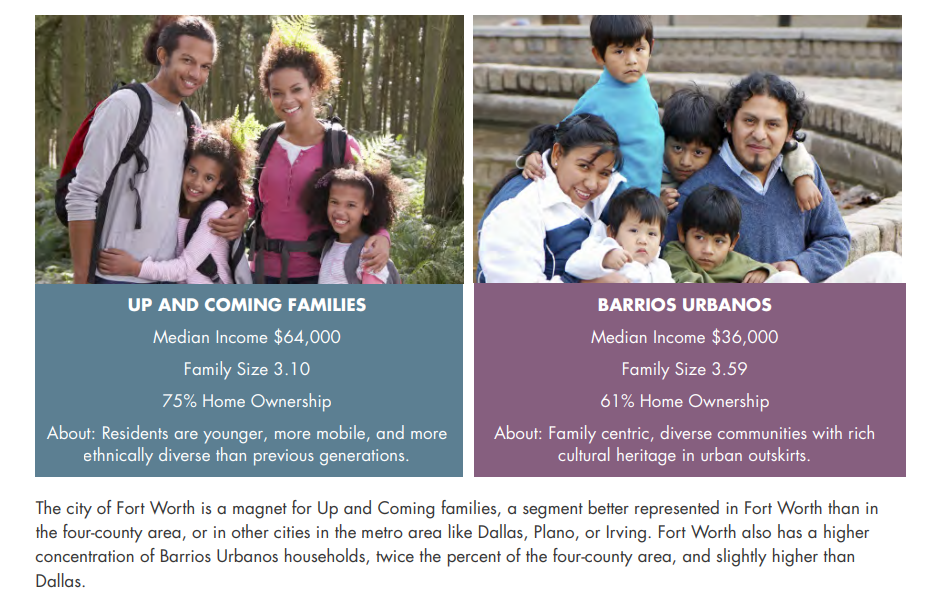 UP AND COMING FAMILIES
Median Income $64,000
Family Size 3.10
75% Home Ownership
About: Residents are younger, more mobile, and more
ethnically diverse than previous generations.
BARRIOS URBANOS
Median Income $36,000
Family Size 3.59
61% Home Ownership
About: Family centric, diverse communities with rich
cultural heritage in urban outskirts.
The city of Fort Worth is a magnet for Up and Coming families, a segment better represented in Fort Worth than in
the four-county area, or in other cities in the metro area like Dallas, Plano, or Irving. Fort Worth also has a higher
concentration of Barrios Urbanos households, twice the percent of the four-county area, and slightly higher than
Dallas.